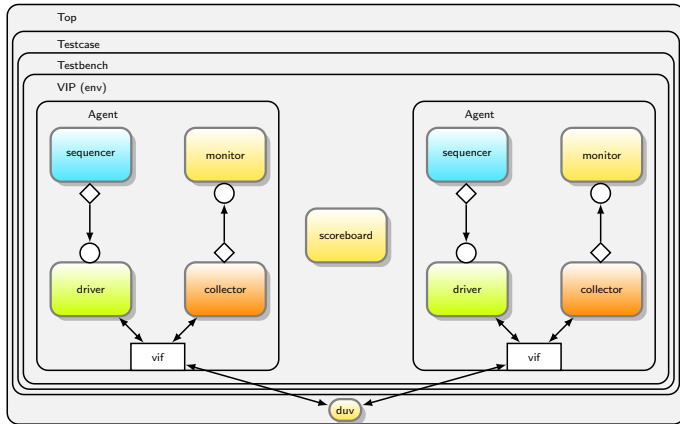 Top
Testcase
Testbench
VIP (env)
Agent
Agent
sequencer
monitor
sequencer
monitor
scoreboard
driver
collector
driver
collector
vif
vif
duv